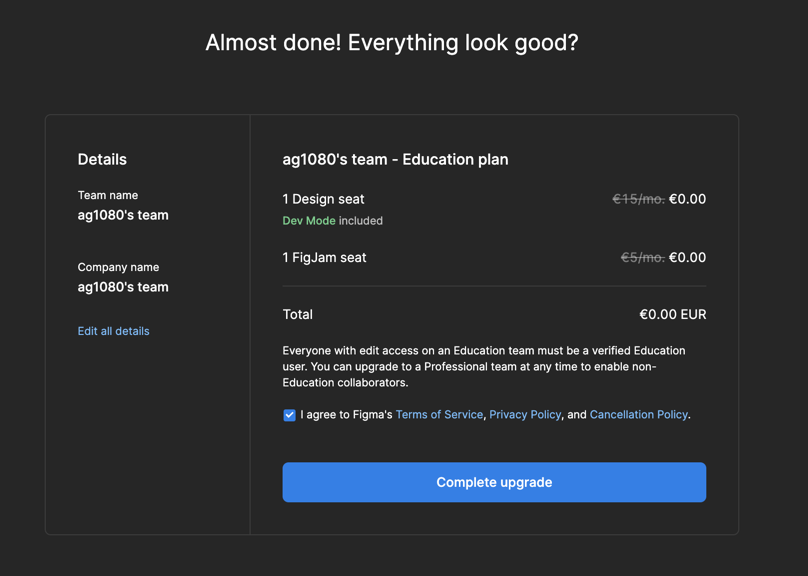 Almost done! Everything look good?
Details
Team name
ag1080's team
Company name
ag1080's team
Edit all details
ag1080's team - Education plan
1 Design seat €15/mo. €0.00
Dev Mode included
1 FigJam seat €5/mo. €0.00
Total €0.00 EUR
Everyone with edit access on an Education team must be a verified Education
user. You can upgrade to a Professional team at any time to enable non-
Education collaborators.
I agree to Figma's Terms of Service, Privacy Policy, and Cancellation Policy.
Complete upgrade